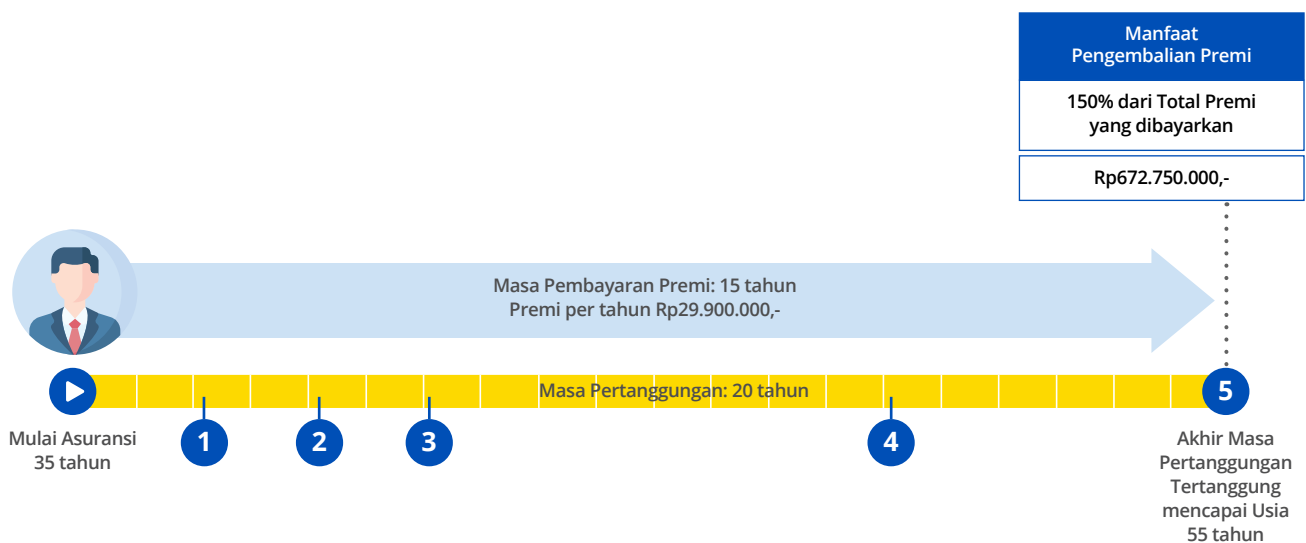 Manfaat
Pengembalian Premi
150% dari Total Premi
yang dibayarkan
Rp672.750.000,-
Masa Pembayaran Premi: 15 tahun
Premi per tahun Rp29.900.000,-
Masa Pertanggungan: 20 tahun
5
Mulai Asuransi
35 tahun
1
2
3
4
Akhir Masa
Pertanggungan
Tertanggung
mencapai Usia
55 tahun